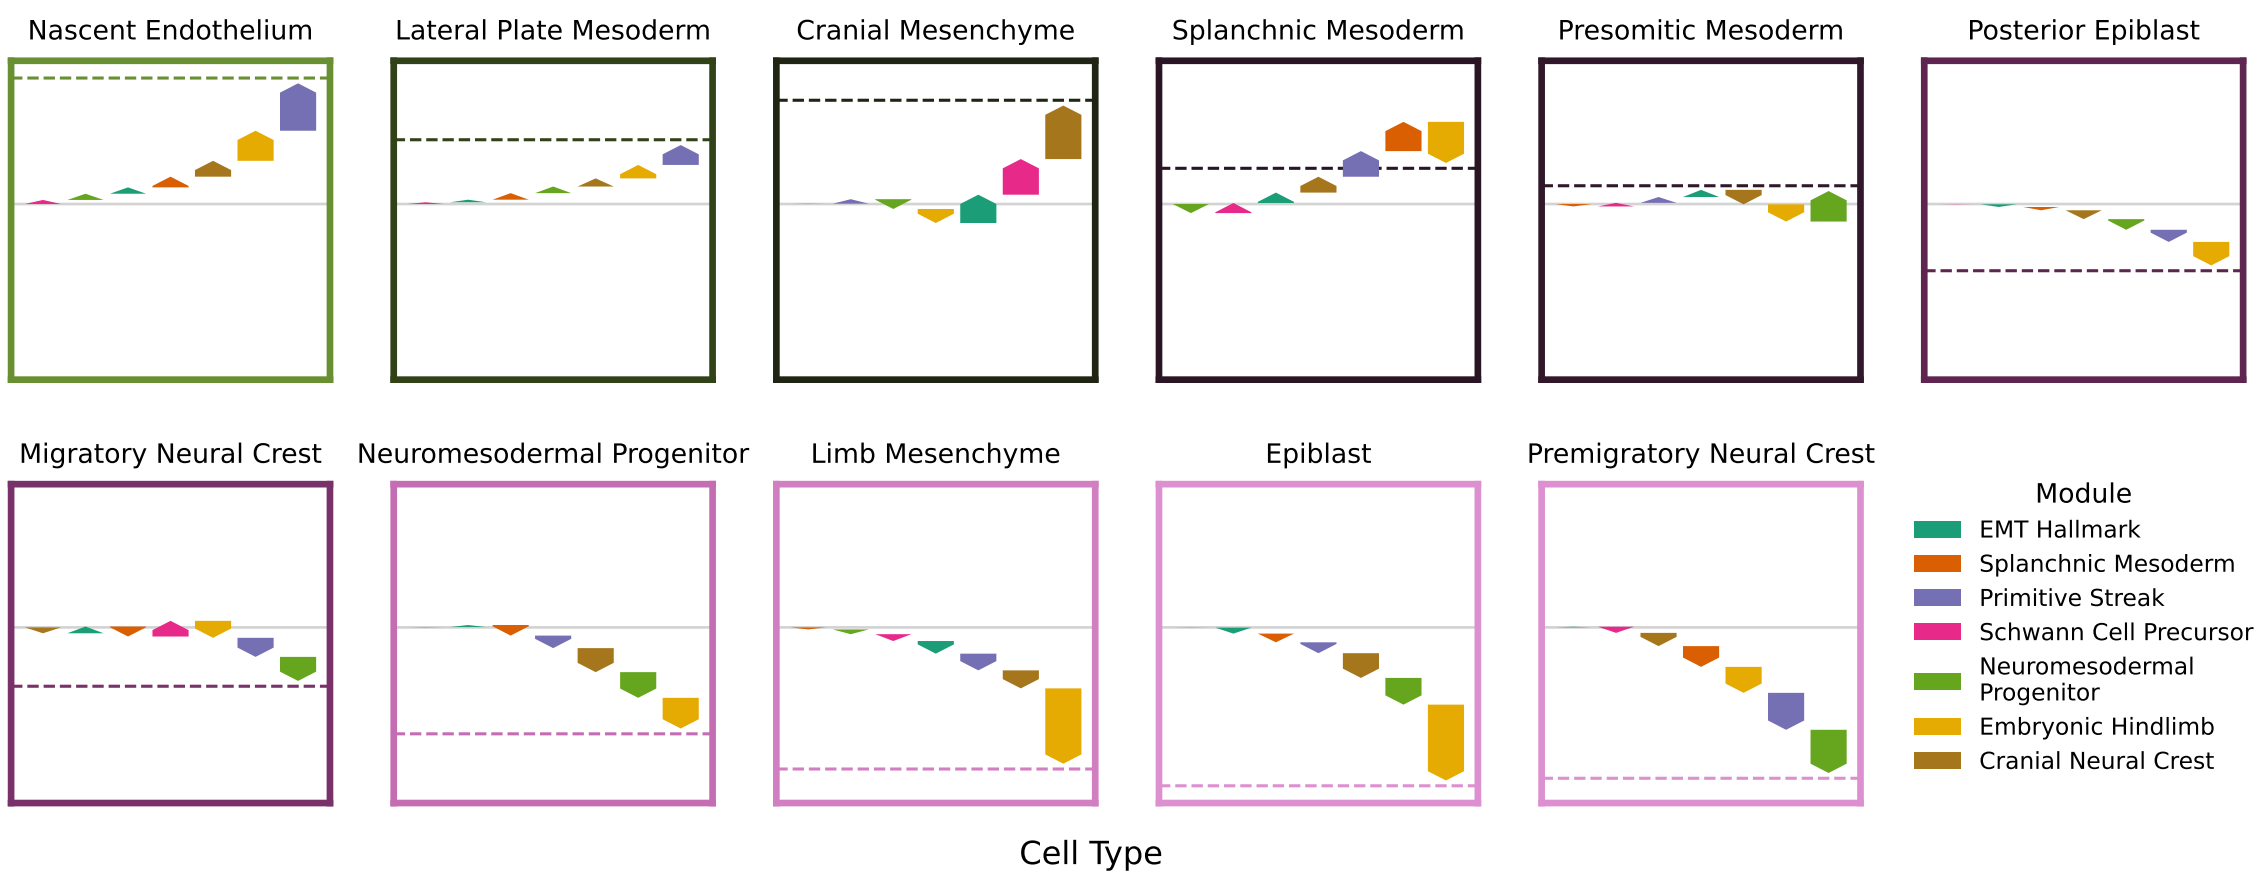 Nascent Endothelium
Lateral Plate Mesoderm
Cranial Mesenchyme
Splanchnic Mesoderm
Presomitic Mesoderm
Posterior Epiblast
Migratory Neural Crest
Neuromesodermal Progenitor
Limb Mesenchyme
Epiblast
Premigratory Neural Crest
Module
EMT Hallmark
Splanchnic Mesoderm
Primitive Streak
Schwann Cell Precursor
Neuromesodermal
Progenitor
Embryonic Hindlimb
Cranial Neural Crest
Cell Type